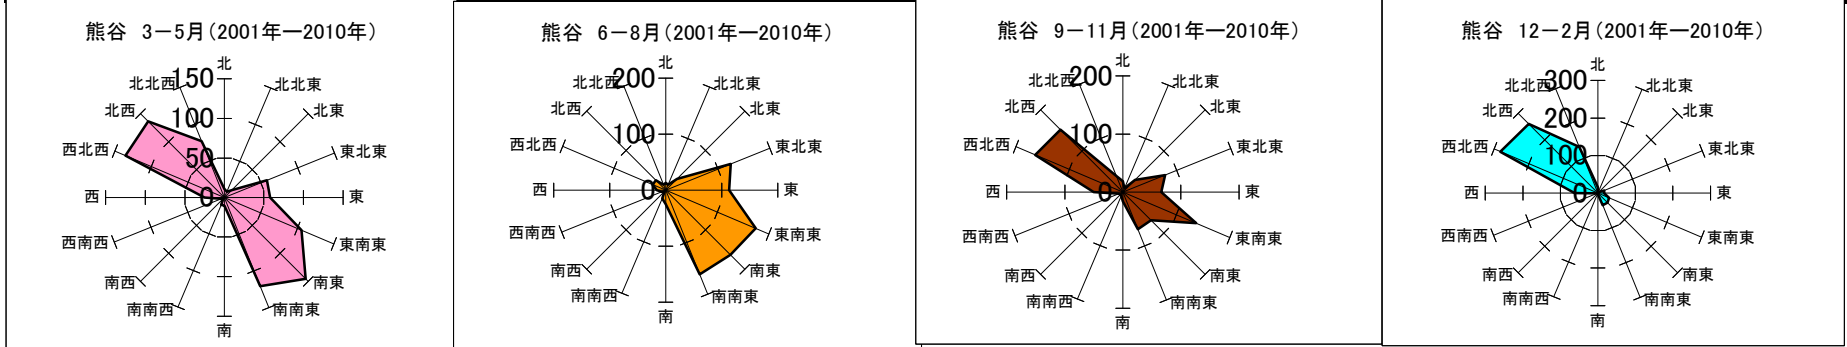 熊谷 3－5月(2001年ー2010年)
北
北北東
北東
東北東
東
東南東
南東
南南東
南
南南西
南西
西南西
西
西北西
北西
北北西
150
100
50
0
熊谷 6－8月(2001年ー2010年)
北
北北東
北東
東北東
東
東南東
南東
南南東
南
南南西
南西
西南西
西
西北西
北西
北北西
200
100
0
熊谷 9－11月(2001年ー2010年)
北
北北東
北東
東北東
東
東南東
南東
南南東
南
南南西
南西
西南西
西
西北西
北西
北北西
200
100
0
熊谷 12－2月(2001年ー2010年)
北
北北東
北東
東北東
東
東南東
南東
南南東
南
南南西
南西
西南西
西
西北西
北西
北北西
300
200
100
0